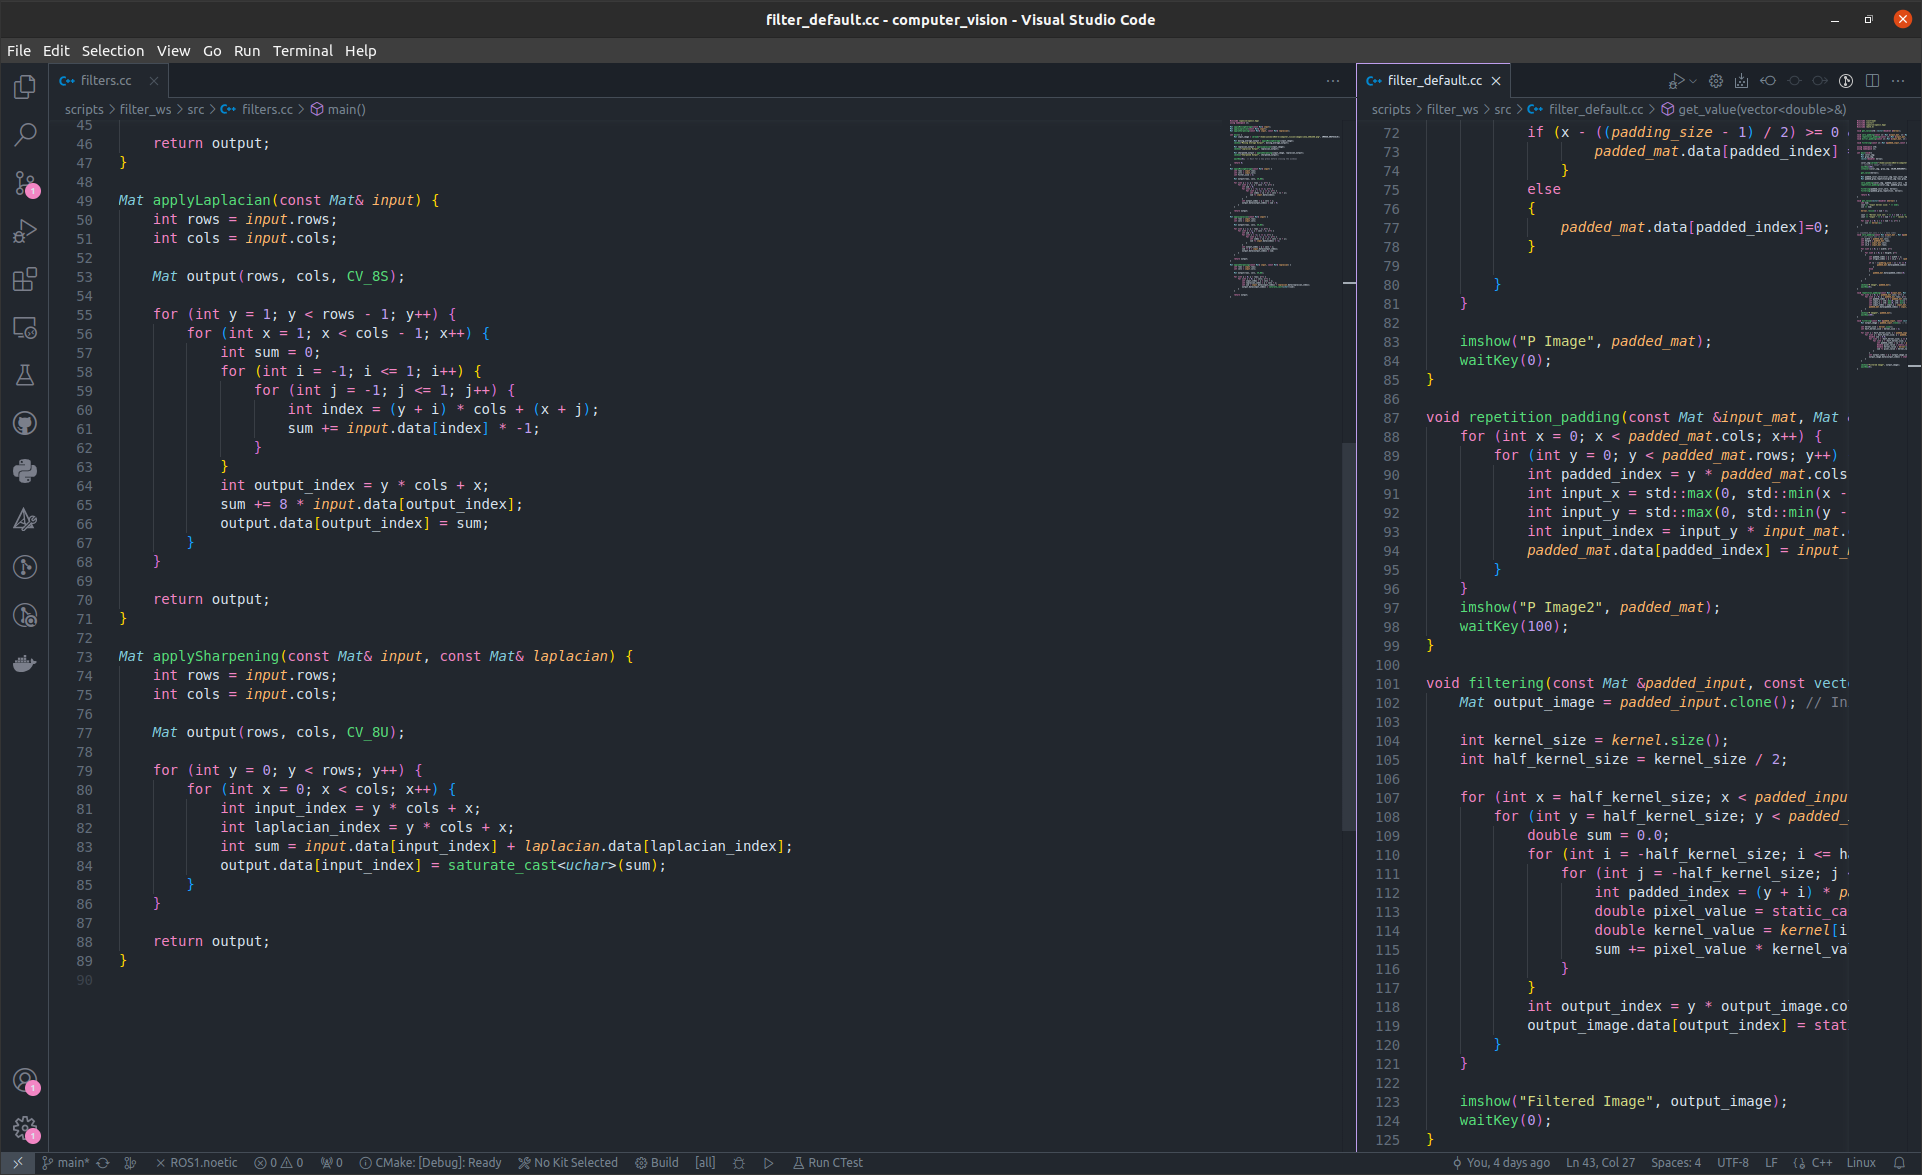 filter_default.cc - computer_vision - Visual Studio Code
File Edit Selection View Go Run Terminal Help
filters.cc
scripts > filter_ws > src > filters.cc > main()
45
46 return output;
47 }
48
49 Mat applyLaplacian(const Mat& input) {
50 int rows = input.rows;
51 int cols = input.cols;
52
53 Mat output(rows, cols, CV_8S);
54
55 for (int y = 1; y < rows - 1; y++) {
56 for (int x = 1; x < cols - 1; x++) {
57 int sum = 0;
58 for (int i = -1; i <= 1; i++) {
59 for (int j = -1; j <= 1; j++) {
60 int index = (y + i) * cols + (x + j);
61 sum += input.data[index] * -1;
62 }
63 }
64 int output_index = y * cols + x;
65 sum += 8 * input.data[output_index];
66 output.data[output_index] = sum;
67 }
68 }
69
70 return output;
71 }
72
73 Mat applySharpening(const Mat& input, const Mat& laplacian) {
74 int rows = input.rows;
75 int cols = input.cols;
76
77 Mat output(rows, cols, CV_8U);
78
79 for (int y = 0; y < rows; y++) {
80 for (int x = 0; x < cols; x++) {
81 int input_index = y * cols + x;
82 int laplacian_index = y * cols + x;
83 int sum = input.data[input_index] + laplacian.data[laplacian_index];
84 output.data[input_index] = saturate_cast<uchar>(sum);
85 }
86 }
87
88 return output;
89 }
90
filter_default.cc
scripts > filter_ws > src > filter_default.cc > get_value(vector<double>&)
72 if (x - ((padding_size - 1) / 2) >= 0
73 padded_mat.data[padded_index]
74 }
75 else
76 {
77 padded_mat.data[padded_index]=0;
78 }
79
80 }
81 }
82
83 imshow("P Image", padded_mat);
84 waitKey(0);
85 }
86
87 void repetition_padding(const Mat &input_mat, Mat
88 for (int x = 0; x < padded_mat.cols; x++) {
89 for (int y = 0; y < padded_mat.rows; y++)
90 int padded_index = y * padded_mat.cols
91 int input_x = std::max(0, std::min(x -
92 int input_y = std::max(0, std::min(y -
93 int input_index = input_y * input_mat.
94 padded_mat.data[padded_index] = input_
95 }
96 }
97 imshow("P Image2", padded_mat);
98 waitKey(100);
99 }
100
101 void filtering(const Mat &padded_input, const vect
102 Mat output_image = padded_input.clone(); // In
103
104 int kernel_size = kernel.size();
105 int half_kernel_size = kernel_size / 2;
106
107 for (int x = half_kernel_size; x < padded_inpu
108 for (int y = half_kernel_size; y < padded_
109 double sum = 0.0;
110 for (int i = -half_kernel_size; i <= h
111 for (int j = -half_kernel_size; j
112 int padded_index = (y + i) * p
113 double pixel_value = static_ca
114 double kernel_value = kernel[i
115 sum += pixel_value * kernel_va
116 }
117 }
118 int output_index = y * output_image.co
119 output_image.data[output_index] = stat
120 }
121 }
122
123 imshow("Filtered Image", output_image);
124 waitKey(0);
125 }
main* ROS1.noetic 0 0 0 CMake: [Debug]: Ready No Kit Selected Build [all] Run CTest You, 4 days ago Ln 43, Col 27 Spaces: 4 UTF-8 LF C++ Linux